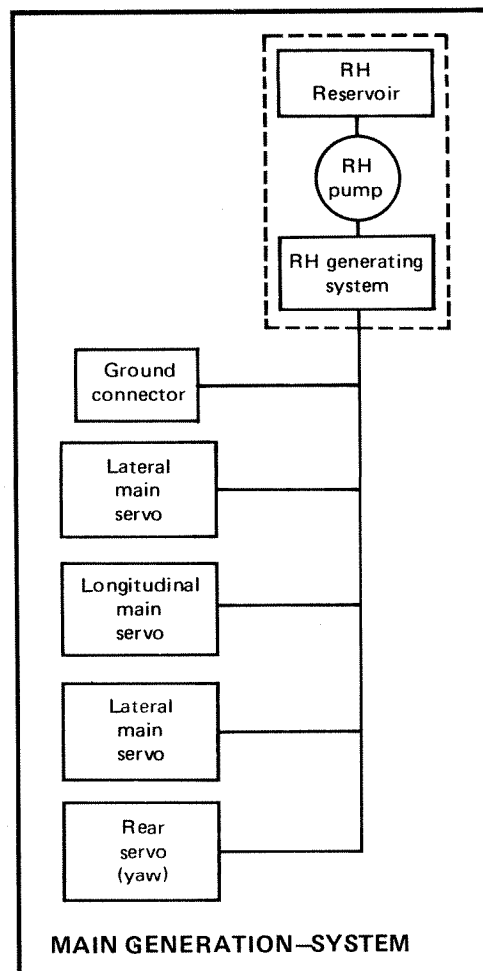 RH
Reservoir
RH
pump
RH generating
system
Ground
connector
Lateral
main
servo
Longitudinal
main
servo
Lateral
main
servo
Rear
servo
(yaw)
MAIN GENERATION–SYSTEM